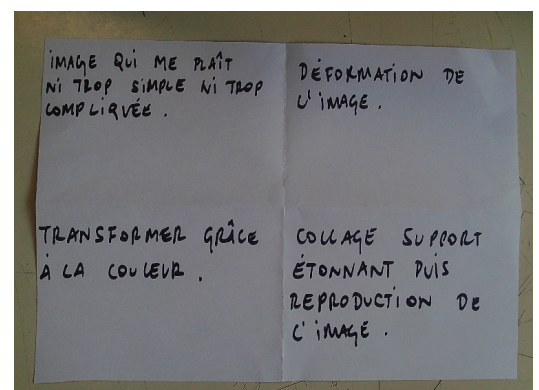 IMAGE QUI ME PLAÎT
NI TROP SIMPLE NI TROP
COMPLIQUÉE.
DÉFORMATION DE
L'IMAGE.
TRANSFORMER GRÂCE
À LA COULEUR.
COLLAGE SUPPORT
ÉTONNANT PUIS
REPRODUCTION DE
L'IMAGE.